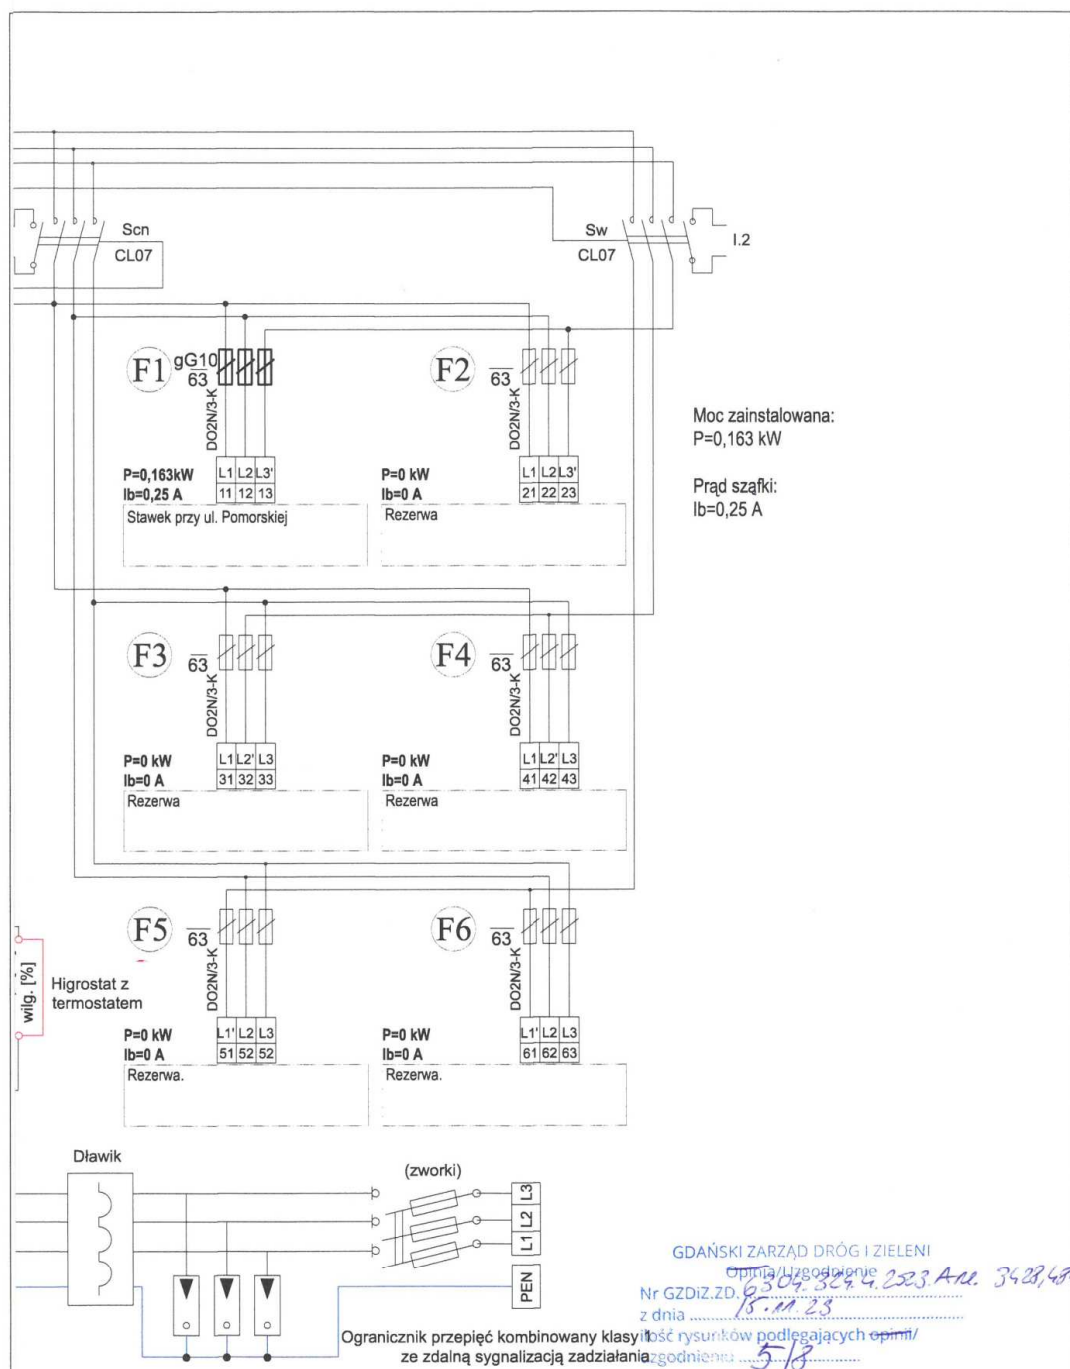 Scn
CL07
Sw
CL07
I.2
F1
gG10
63
DO2N/3-K
F2
63
DO2N/3-K
P=0,163kW
Ib=0,25 A
L1 L2 L3'
11 12 13
Stawek przy ul. Pomorskiej
P=0 kW
Ib=0 A
L1 L2 L3'
21 22 23
Rezerwa
Moc zainstalowana:
P=0,163 kW
Prąd sząfki:
Ib=0,25 A
F3
63
DO2N/3-K
F4
63
DO2N/3-K
P=0 kW
Ib=0 A
L1 L2' L3
31 32 33
Rezerwa
P=0 kW
Ib=0 A
L1 L2' L3
41 42 43
Rezerwa
F5
63
DO2N/3-K
F6
63
DO2N/3-K
wilg. [%]
Higrostat z
termostatem
P=0 kW
Ib=0 A
L1' L2 L3
51 52 52
Rezerwa.
P=0 kW
Ib=0 A
L1' L2 L3
61 62 63
Rezerwa.
Dławik
(zworki)
L3
L2
L1
PEN
Ogranicznik przepięć kombinowany klasy 1
ze zdalną sygnalizacją zadziałania
GDAŃSKI ZARZĄD DRÓG I ZIELENI
Opinia/Uzgodnienie
Nr GZDiZ.ZD.
z dnia 15.11.23
ilość rysunków podlegających opinii/
uzgodnieniu 5/8